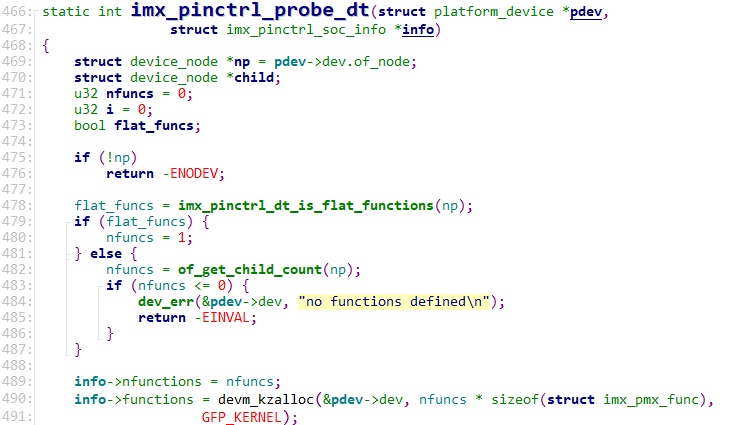 466: static int imx_pinctrl_probe_dt(struct platform_device *pdev,
467:                 struct imx_pinctrl_soc_info *info)
468: {
469:     struct device_node *np = pdev->dev.of_node;
470:     struct device_node *child;
471:     u32 nfuncs = 0;
472:     u32 i = 0;
473:     bool flat_funcs;
474:
475:     if (!np)
476:         return -ENODEV;
477:
478:     flat_funcs = imx_pinctrl_dt_is_flat_functions(np);
479:     if (flat_funcs) {
480:         nfuncs = 1;
481:     } else {
482:         nfuncs = of_get_child_count(np);
483:         if (nfuncs <= 0) {
484:             dev_err(&pdev->dev, "no functions defined\n");
485:             return -EINVAL;
486:         }
487:     }
488:
489:     info->nfunctions = nfuncs;
490:     info->functions = devm_kzalloc(&pdev->dev, nfuncs * sizeof(struct imx_pmx_func),
491:                     GFP_KERNEL);